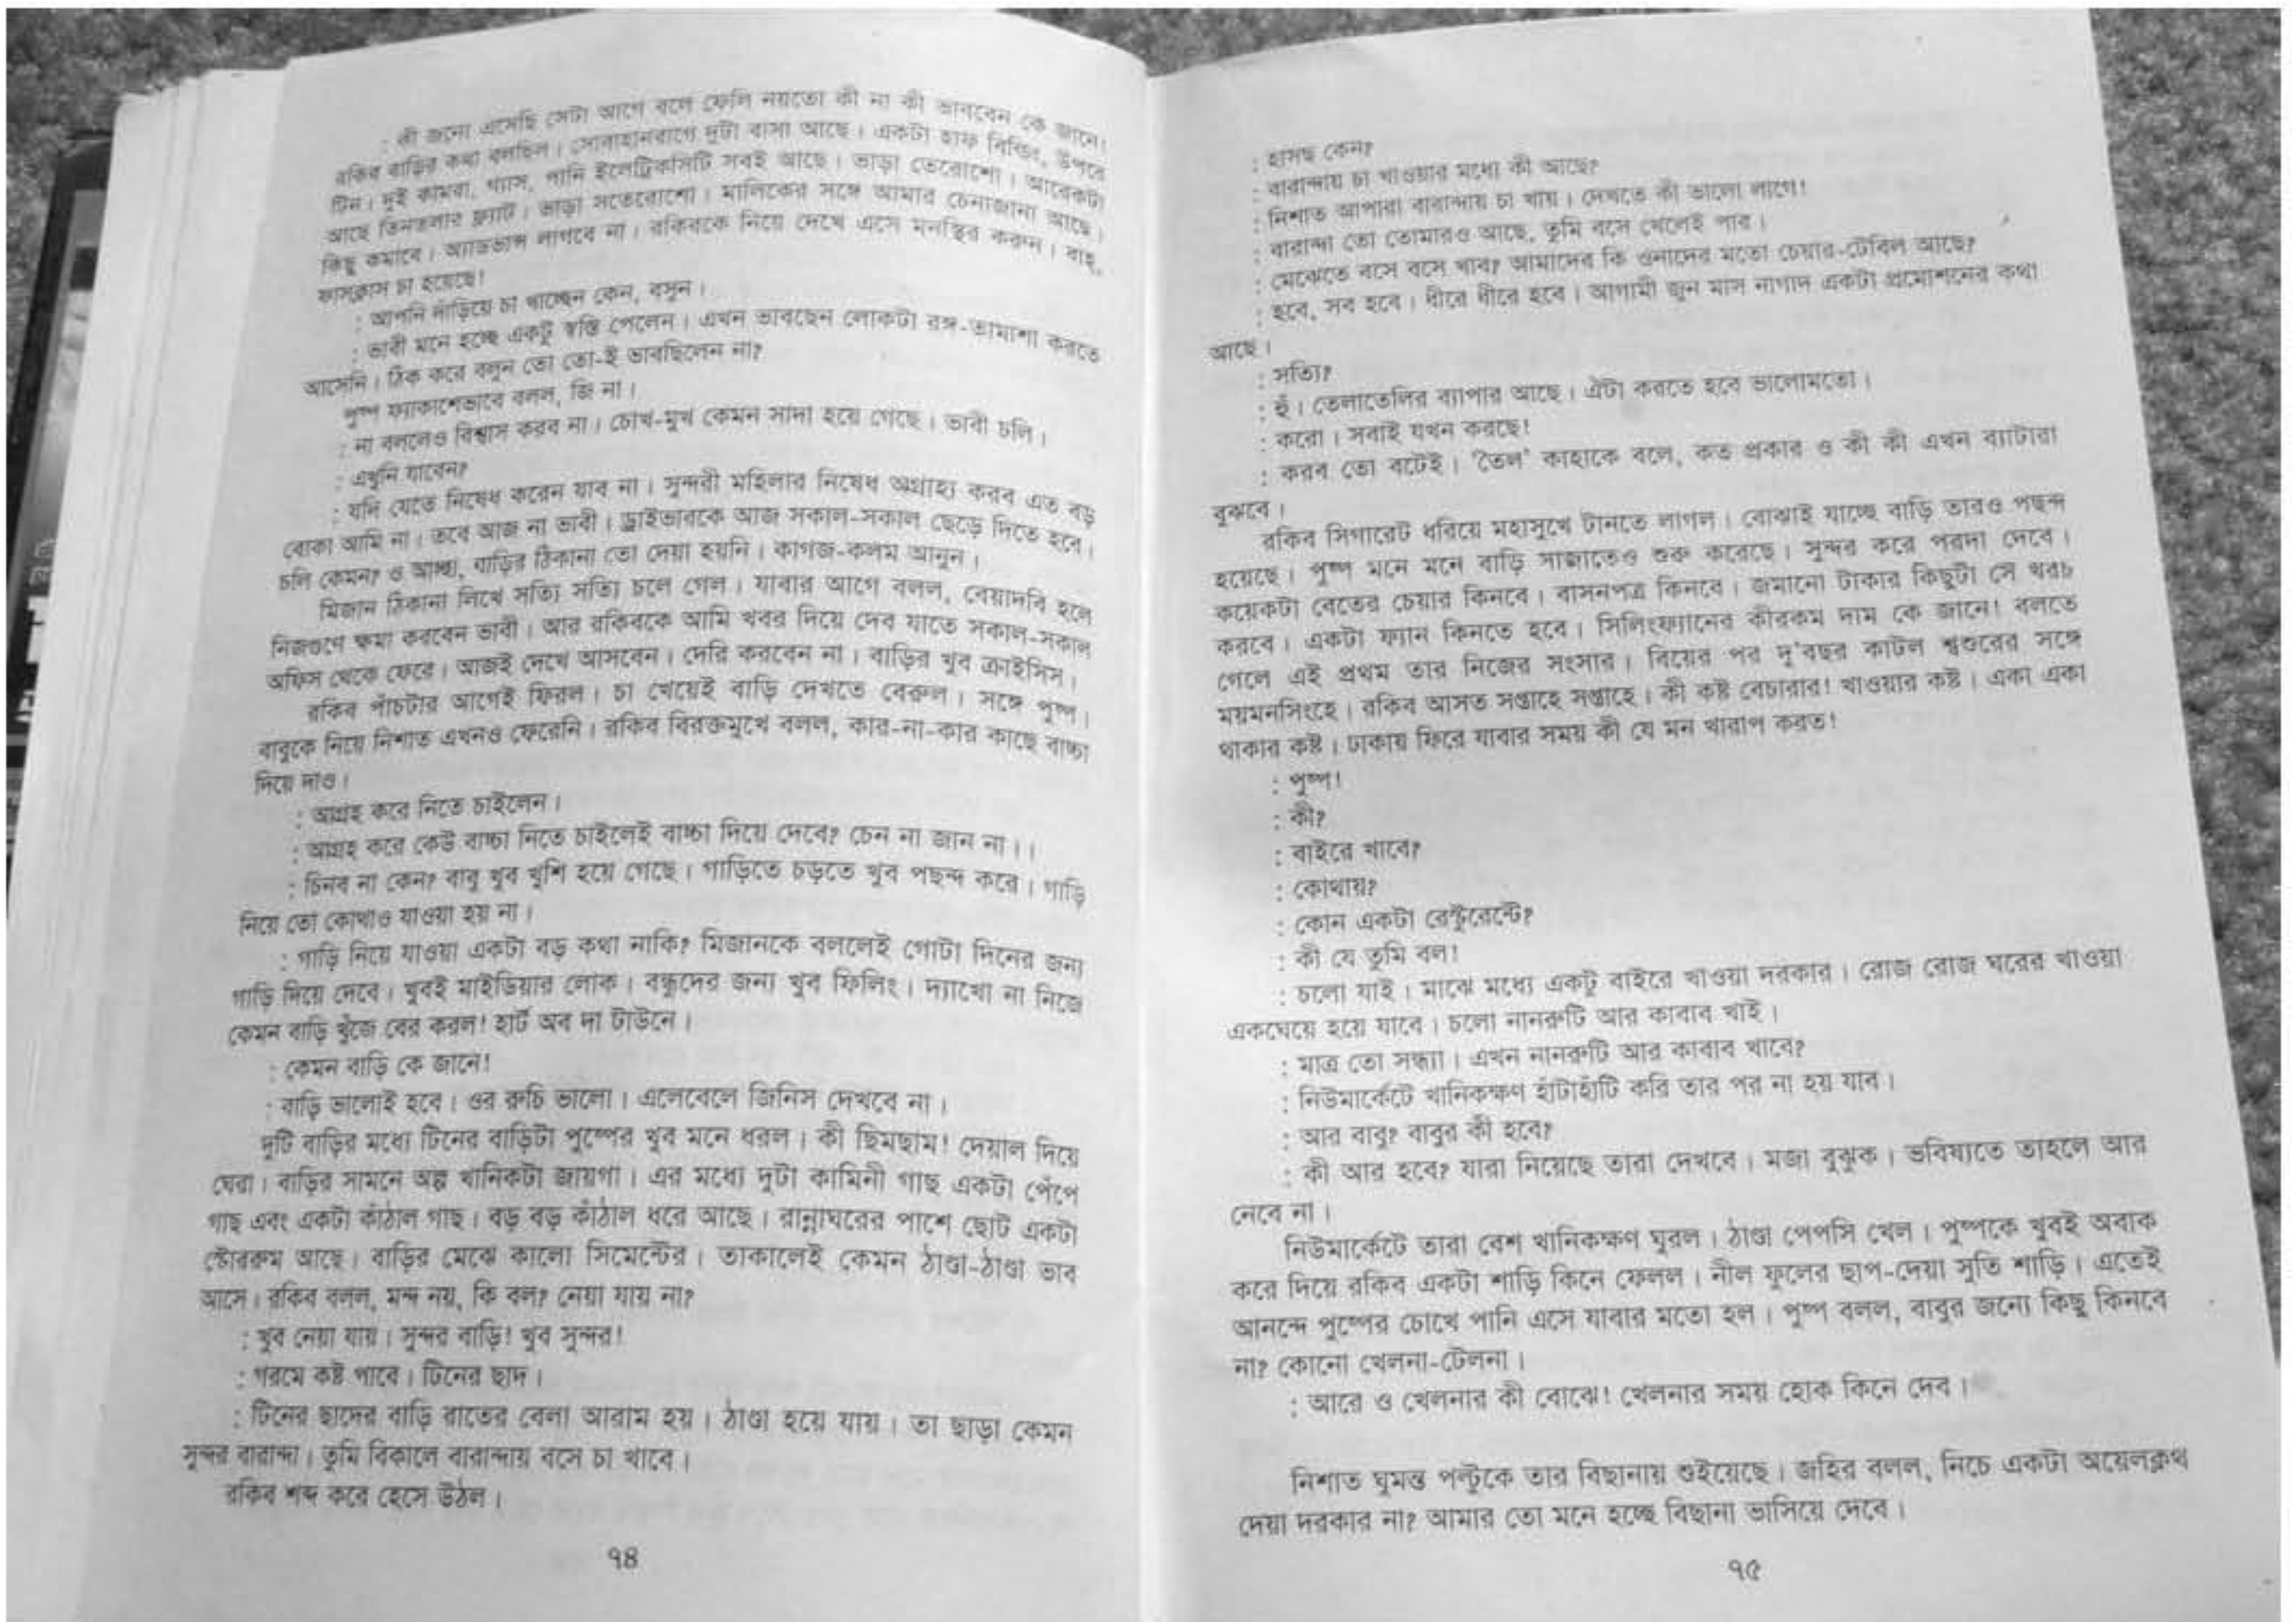 : কী জন্যে এসেছি সেটা আগে বলে ফেলি নয়তো কী না কী ভাববেন কে জানে।
রকিব বাড়ির কথা বলছিল। সোবাহানবাগে দুটা বাসা আছে। একটা হাফ বিল্ডিং, উপরে
টিন। দুই কামরা, গ্যাস, পানি ইলেট্রিকসিটি সবই আছে। ভাড়া তেরোশো। আরেকটা
আছে তিনতলার ফ্ল্যাট। ভাড়া সতেরোশো। মালিকের সঙ্গে আমার চেনাজানা আছে।
কিছু কমাবে। অ্যাডভান্স লাগবে না। রকিবকে নিয়ে দেখে এসে মনস্থির করুন। বাহ্,
ফাসক্লাস চা হয়েছে!
: আপনি দাঁড়িয়ে চা খাচ্ছেন কেন, বসুন।
: ভাবী মনে হচ্ছে একটু স্বস্তি পেলেন। এখন ভাবছেন লোকটা রঙ্গ-তামাশা করতে
আসেনি। ঠিক করে বলুন তো তো-ই ভাবছিলেন না?
পুষ্প ফ্যাকাশেভাবে বলল, জি না।
: না বললেও বিশ্বাস করব না। চোখ-মুখ কেমন সাদা হয়ে গেছে। ভাবী চলি।
: এখুনি যাবেন?
: যদি যেতে নিষেধ করেন যাব না। সুন্দরী মহিলার নিষেধ অগ্রাহ্য করব এত বড়
বোকা আমি না। তবে আজ না ভাবী। ড্রাইভারকে আজ সকাল-সকাল ছেড়ে দিতে হবে।
চলি কেমন? ও আচ্ছা, বাড়ির ঠিকানা তো দেয়া হয়নি। কাগজ-কলম আনুন।
মিজান ঠিকানা লিখে সত্যি সত্যি চলে গেল। যাবার আগে বলল, বেয়াদবি হলে
নিজগুণে ক্ষমা করবেন ভাবী। আর রকিবকে আমি খবর দিয়ে দেব যাতে সকাল-সকাল
অফিস থেকে ফেরে। আজই দেখে আসবেন। দেরি করবেন না। বাড়ির খুব ক্রাইসিস।
রকিব পাঁচটার আগেই ফিরল। চা খেয়েই বাড়ি দেখতে বেরুল। সঙ্গে পুষ্প।
বাবুকে নিয়ে নিশাত এখনও ফেরেনি। রকিব বিরক্তমুখে বলল, কার-না-কার কাছে বাচ্চা
দিয়ে দাও।
: আগ্রহ করে নিতে চাইলেন।
: আগ্রহ করে কেউ বাচ্চা নিতে চাইলেই বাচ্চা দিয়ে দেবে? চেন না জান না।।
: চিনব না কেন? বাবু খুব খুশি হয়ে গেছে। গাড়িতে চড়তে খুব পছন্দ করে। গাড়ি
নিয়ে তো কোথাও যাওয়া হয় না।
: গাড়ি নিয়ে যাওয়া একটা বড় কথা নাকি? মিজানকে বললেই গোটা দিনের জন্য
গাড়ি দিয়ে দেবে। খুবই মাইডিয়ার লোক। বন্ধুদের জন্য খুব ফিলিং। দ্যাখো না নিজে
কেমন বাড়ি খুঁজে বের করল! হার্ট অব দা টাউনে।
: কেমন বাড়ি কে জানে!
: বাড়ি ভালোই হবে। ওর রুচি ভালো। এলেবেলে জিনিস দেখবে না।
দুটি বাড়ির মধ্যে টিনের বাড়িটা পুষ্পের খুব মনে ধরল। কী ছিমছাম! দেয়াল দিয়ে
ঘেরা। বাড়ির সামনে অল্প খানিকটা জায়গা। এর মধ্যে দুটা কামিনী গাছ একটা পেঁপে
গাছ এবং একটা কাঁঠাল গাছ। বড় বড় কাঁঠাল ধরে আছে। রান্নাঘরের পাশে ছোট একটা
স্টোররুম আছে। বাড়ির মেঝে কালো সিমেন্টের। তাকালেই কেমন ঠাণ্ডা-ঠাণ্ডা ভাব
আসে। রকিব বলল, মন্দ নয়, কি বল? নেয়া যায় না?
: খুব নেয়া যায়। সুন্দর বাড়ি! খুব সুন্দর!
: গরমে কষ্ট পাবে। টিনের ছাদ।
: টিনের ছাদের বাড়ি রাতের বেলা আরাম হয়। ঠাণ্ডা হয়ে যায়। তা ছাড়া কেমন
সুন্দর বারান্দা। তুমি বিকালে বারান্দায় বসে চা খাবে।
রকিব শব্দ করে হেসে উঠল।
৭৪
: হাসছ কেন?
: বারান্দায় চা খাওয়ার মধ্যে কী আছে?
: নিশাত আপারা বারান্দায় চা খায়। দেখতে কী ভালো লাগে!
: বারান্দা তো তোমারও আছে, তুমি বসে খেলেই পার।
: মেঝেতে বসে বসে খাব? আমাদের কি ওনাদের মতো চেয়ার-টেবিল আছে?
: হবে, সব হবে। ধীরে ধীরে হবে। আগামী জুন মাস নাগাদ একটা প্রমোশনের কথা
আছে।
: সত্যি?
: হুঁ। তেলাতেলির ব্যাপার আছে। ঐটা করতে হবে ভালোমতো।
: করো। সবাই যখন করছে!
: করব তো বটেই। ‘তৈল’ কাহাকে বলে, কত প্রকার ও কী কী এখন ব্যাটারা
বুঝবে।
রকিব সিগারেট ধরিয়ে মহাসুখে টানতে লাগল। বোঝাই যাচ্ছে বাড়ি তারও পছন্দ
হয়েছে। পুষ্প মনে মনে বাড়ি সাজাতেও শুরু করেছে। সুন্দর করে পরদা দেবে।
কয়েকটা বেতের চেয়ার কিনবে। বাসনপত্র কিনবে। জমানো টাকার কিছুটা সে খরচ
করবে। একটা ফ্যান কিনতে হবে। সিলিংফ্যানের কীরকম দাম কে জানে! বলতে
গেলে এই প্রথম তার নিজের সংসার। বিয়ের পর দু'বছর কাটল শ্বশুরের সঙ্গে
ময়মনসিংহে। রকিব আসত সপ্তাহে সপ্তাহে। কী কষ্ট বেচারার! খাওয়ার কষ্ট। একা একা
থাকার কষ্ট। ঢাকায় ফিরে যাবার সময় কী যে মন খারাপ করত!
: পুষ্প!
: কী?
: বাইরে খাবে?
: কোথায়?
: কোন একটা রেস্টুরেন্টে?
: কী যে তুমি বল!
: চলো যাই। মাঝে মধ্যে একটু বাইরে খাওয়া দরকার। রোজ রোজ ঘরের খাওয়া
একঘেয়ে হয়ে যাবে। চলো নানরুটি আর কাবাব খাই।
: মাত্র তো সন্ধ্যা। এখন নানরুটি আর কাবাব খাবে?
: নিউমার্কেটে খানিকক্ষণ হাঁটাহাঁটি করি তার পর না হয় যাব।
: আর বাবু? বাবুর কী হবে?
: কী আর হবে? যারা নিয়েছে তারা দেখবে। মজা বুঝুক। ভবিষ্যতে তাহলে আর
নেবে না।
নিউমার্কেটে তারা বেশ খানিকক্ষণ ঘুরল। ঠাণ্ডা পেপসি খেল। পুষ্পকে খুবই অবাক
করে দিয়ে রকিব একটা শাড়ি কিনে ফেলল। নীল ফুলের ছাপ-দেয়া সুতি শাড়ি। এতেই
আনন্দে পুষ্পের চোখে পানি এসে যাবার মতো হল। পুষ্প বলল, বাবুর জন্যে কিছু কিনবে
না? কোনো খেলনা-টেলনা।
: আরে ও খেলনার কী বোঝে! খেলনার সময় হোক কিনে দেব।
নিশাত ঘুমন্ত পল্টুকে তার বিছানায় শুইয়েছে। জহির বলল, নিচে একটা অয়েলক্লথ
দেয়া দরকার না? আমার তো মনে হচ্ছে বিছানা ভাসিয়ে দেবে।
৭৫